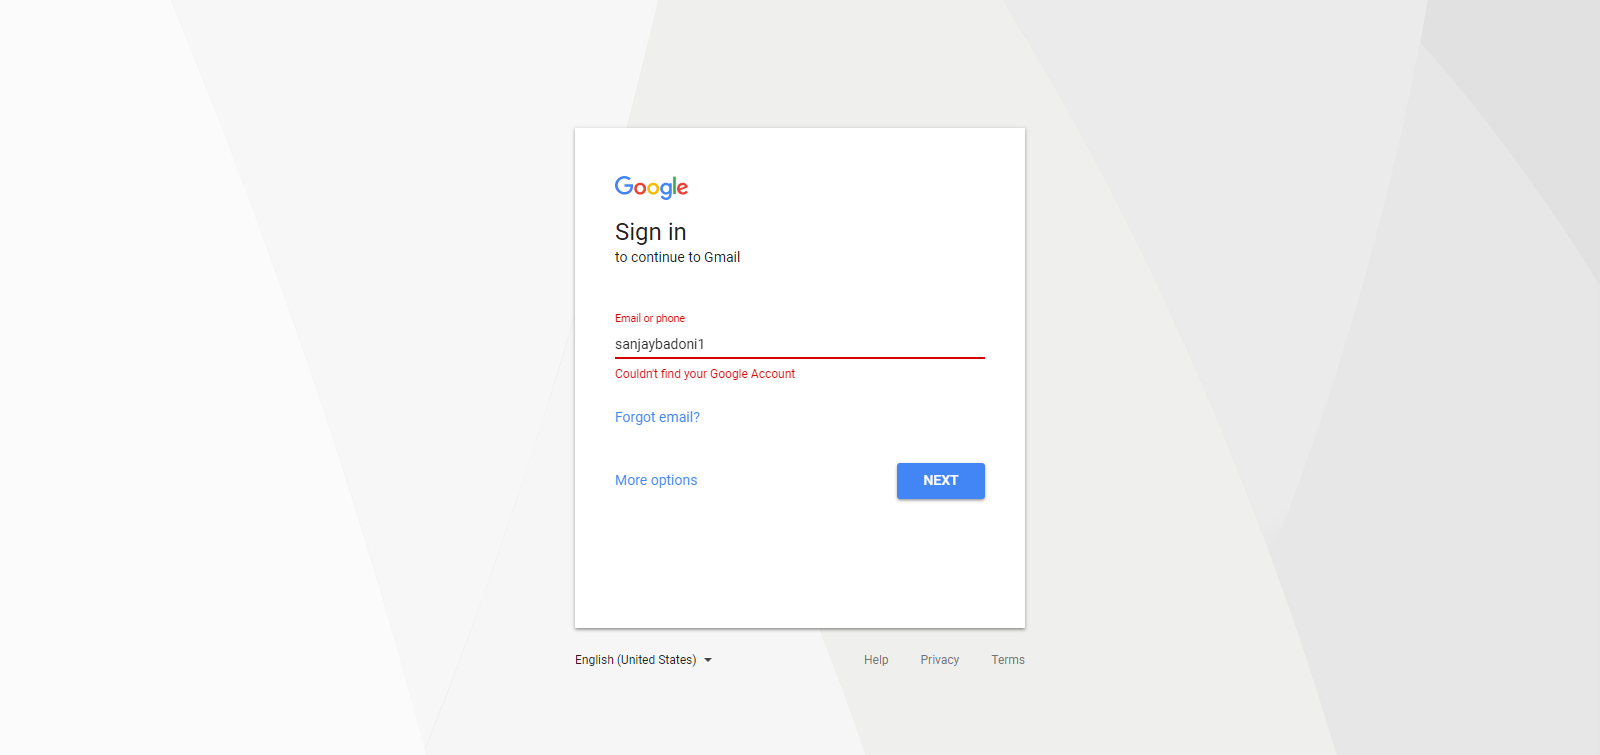 Google
Sign in
to continue to Gmail
Email or phone
sanjaybadoni1
Couldn't find your Google Account
Forgot email?
More options
NEXT
English (United States)
Help
Privacy
Terms